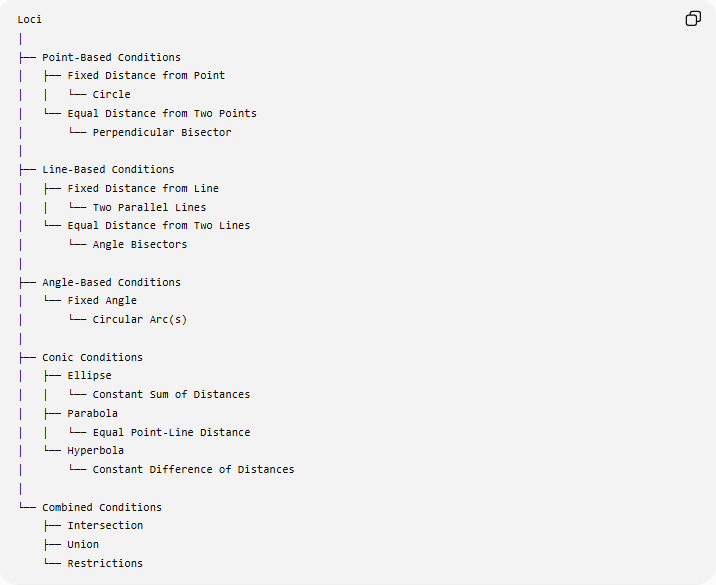 Loci
│
├── Point-Based Conditions
│   ├── Fixed Distance from Point
│   │   └── Circle
│   └── Equal Distance from Two Points
│       └── Perpendicular Bisector
│
├── Line-Based Conditions
│   ├── Fixed Distance from Line
│   │   └── Two Parallel Lines
│   └── Equal Distance from Two Lines
│       └── Angle Bisectors
│
├── Angle-Based Conditions
│   └── Fixed Angle
│       └── Circular Arc(s)
│
├── Conic Conditions
│   ├── Ellipse
│   │   └── Constant Sum of Distances
│   ├── Parabola
│   │   └── Equal Point-Line Distance
│   └── Hyperbola
│       └── Constant Difference of Distances
│
└── Combined Conditions
    ├── Intersection
    ├── Union
    └── Restrictions